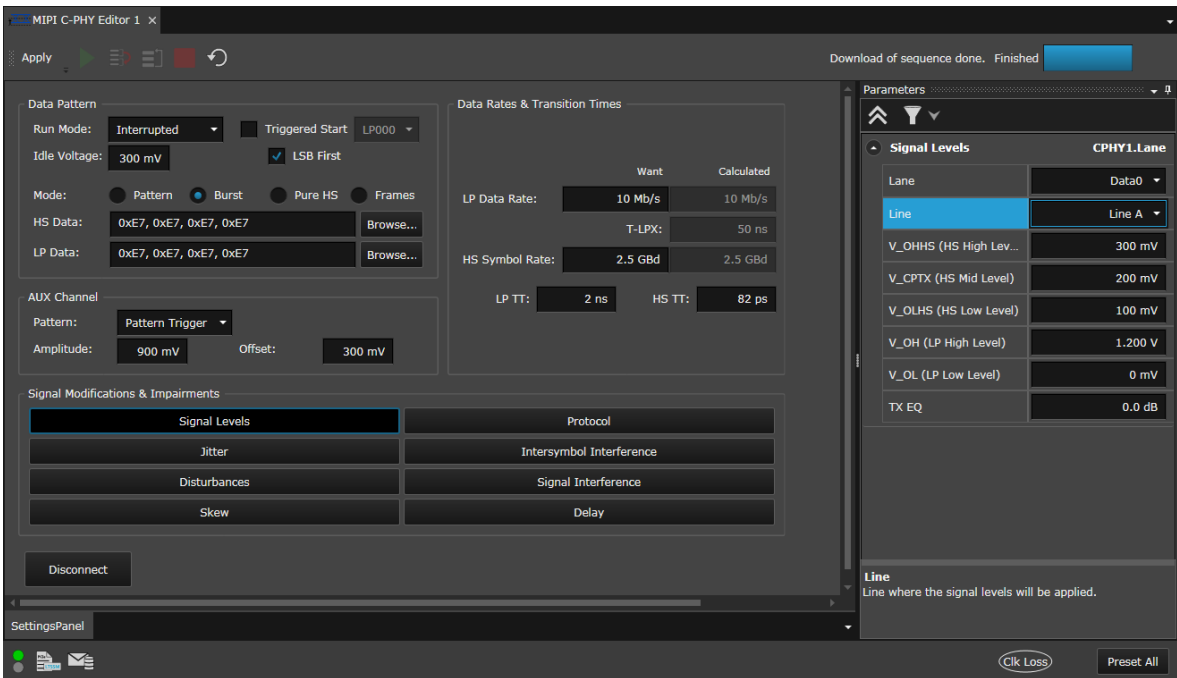 MIPI C-PHY Editor 1
Apply
Download of sequence done. Finished
Data Pattern
Run Mode: Interrupted Triggered Start LP000
Idle Voltage: 300 mV LSB First
Mode: Pattern Burst Pure HS Frames
HS Data: 0xE7, 0xE7, 0xE7, 0xE7 Browse...
LP Data: 0xE7, 0xE7, 0xE7, 0xE7 Browse...
AUX Channel
Pattern: Pattern Trigger
Amplitude: 900 mV Offset: 300 mV
Data Rates & Transition Times
Want Calculated
LP Data Rate: 10 Mb/s 10 Mb/s
T-LPX: 50 ns
HS Symbol Rate: 2.5 GBd 2.5 GBd
LP TT: 2 ns HS TT: 82 ps
Signal Modifications & Impairments
Signal Levels Protocol
Jitter Intersymbol Interference
Disturbances Signal Interference
Skew Delay
Disconnect
SettingsPanel
Parameters
Signal Levels CPHY1.Lane
Lane Data0
Line Line A
V_OHHS (HS High Lev... 300 mV
V_CPTX (HS Mid Level) 200 mV
V_OLHS (HS Low Level) 100 mV
V_OH (LP High Level) 1.200 V
V_OL (LP Low Level) 0 mV
TX EQ 0.0 dB
Line
Line where the signal levels will be applied.
Clk Loss
Preset All